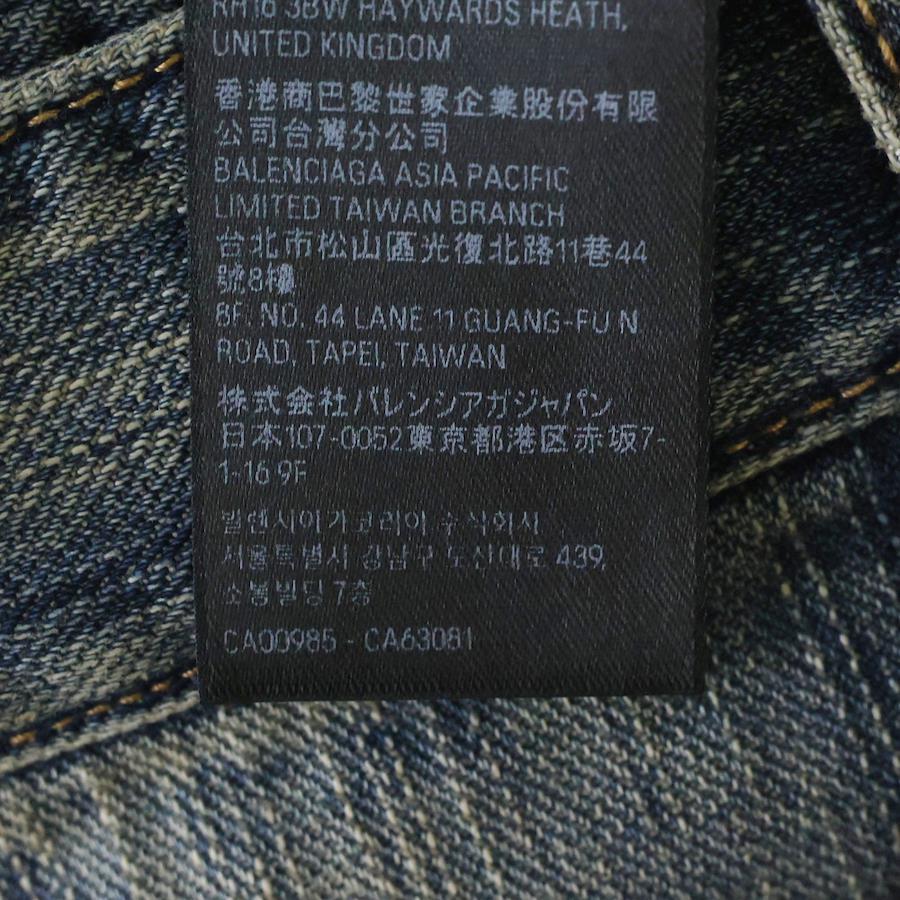 RH16 3BW HAYWARDS HEATH,
UNITED KINGDOM
香港商巴黎世家企業股份有限
公司台灣分公司
BALENCIAGA ASIA PACIFIC
LIMITED TAIWAN BRANCH
台北市松山區光復北路11巷44
號8樓
8F. NO. 44 LANE 11 GUANG-FU N
ROAD, TAPEI, TAIWAN
株式会社バレンシアガジャパン
日本107-0052東京都港区赤坂7-
1-16 9F
발렌시아가코리아 주식회사
서울특별시 강남구 도산대로 439,
소봉빌딩 7층
CA00985 - CA63081